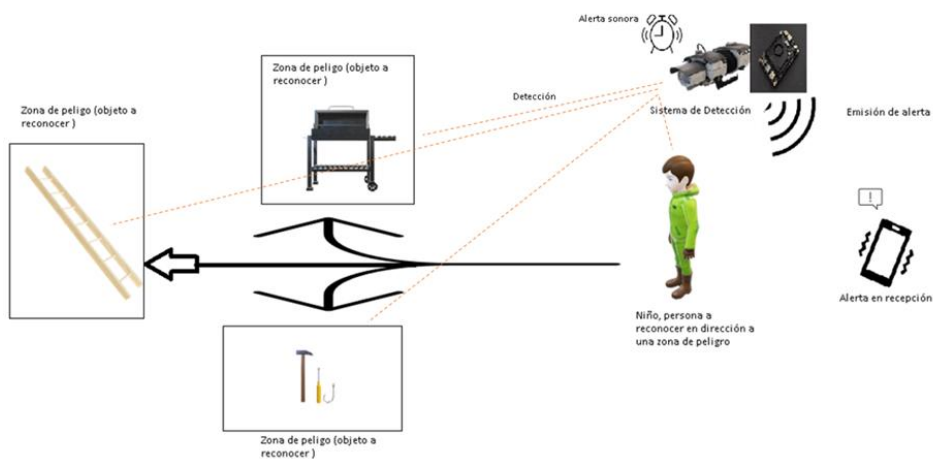 Alerta sonora
Zona de peligo (objeto a
reconocer )
Zona de peligo (objeto a
reconocer )
Detección
Sistema de Detección
Emisión de alerta
!
Alerta en recepción
Niño, persona a
reconocer en dirección a
una zona de peligro
Zona de peligo (objeto a
reconocer )